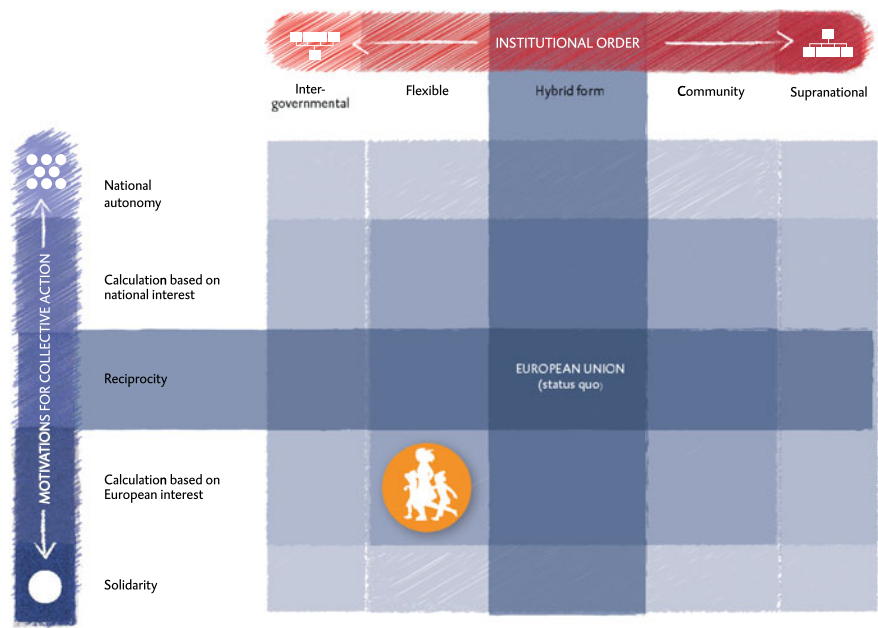 INSTITUTIONAL ORDER
Inter-
governmental
Flexible
Hybrid form
Community
Supranational
MOTIVATIONS FOR COLLECTIVE ACTION
National
autonomy
Calculation based on
national interest
Reciprocity
EUROPEAN UNION
(status quo)
Calculation based on
European interest
Solidarity